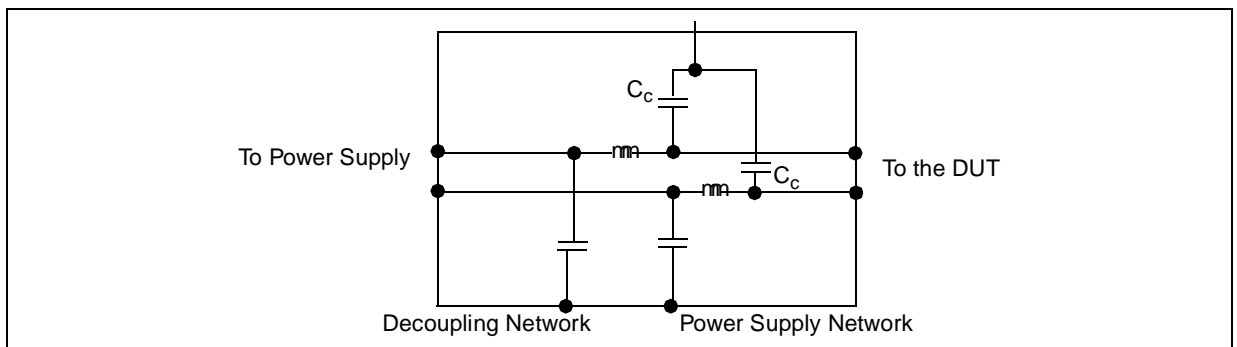 Cc
To Power Supply
To the DUT
Cc
Decoupling Network
Power Supply Network